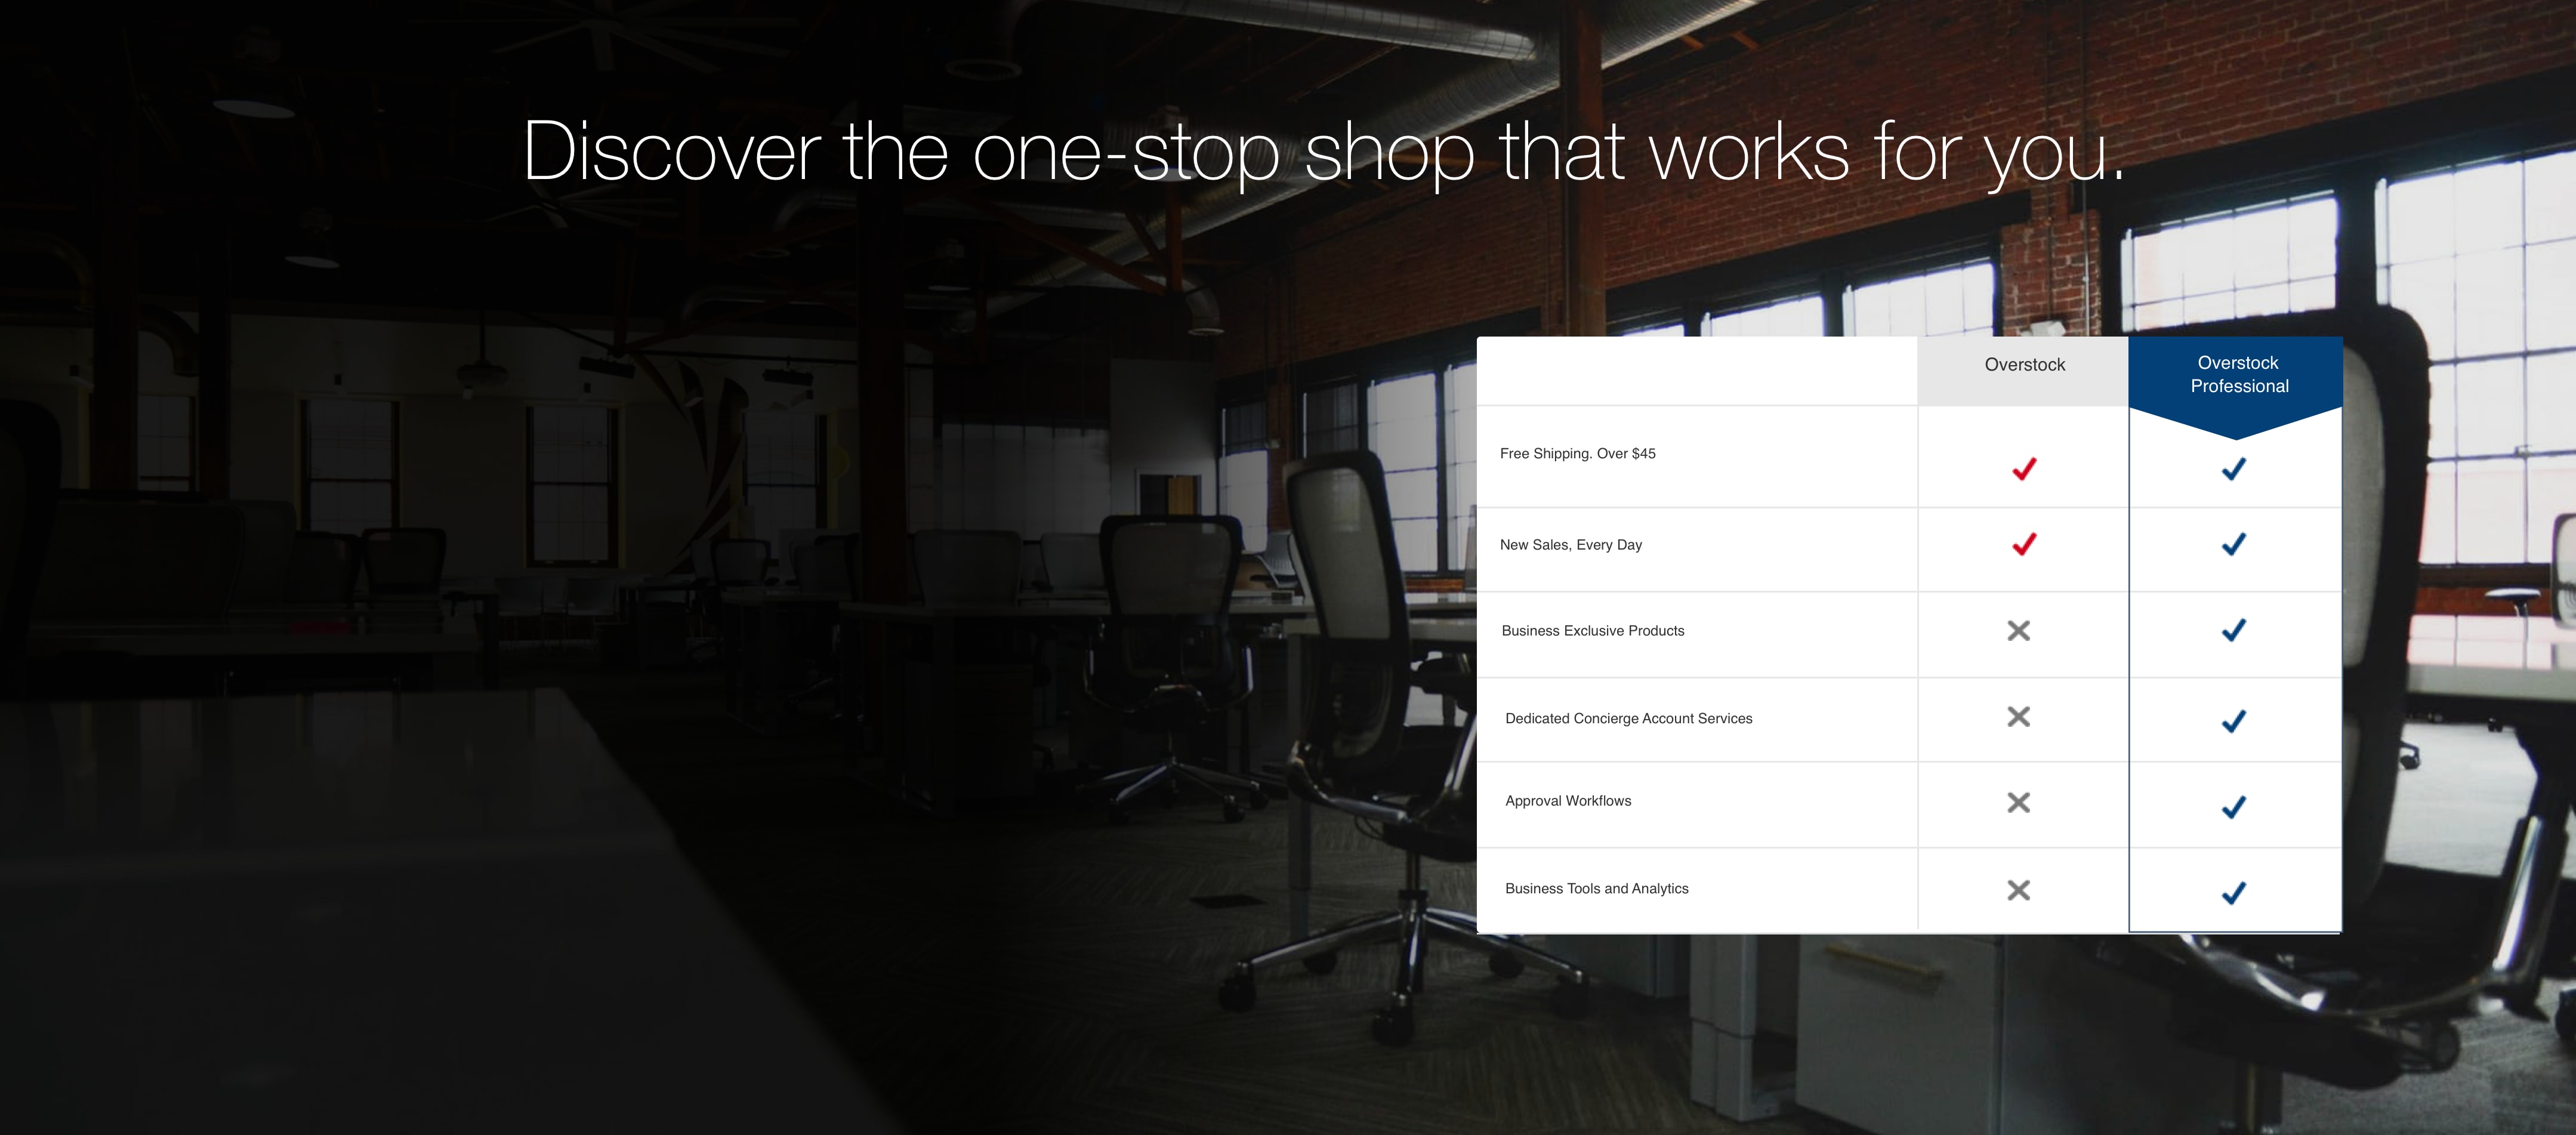 Discover the one-stop shop that works for you.
Overstock
Overstock
Professional
Free Shipping. Over $45
New Sales, Every Day
Business Exclusive Products
Dedicated Concierge Account Services
Approval Workflows
Business Tools and Analytics